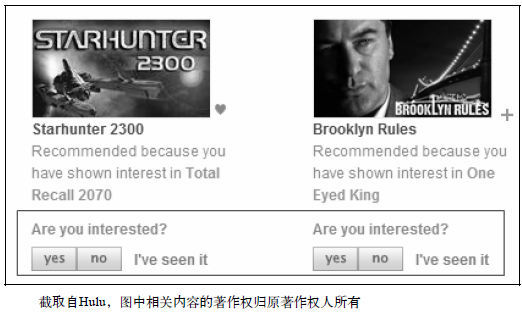 STARHUNTER
2300
BROOKLYN RULES
Starhunter 2300
Recommended because you
have shown interest in Total
Recall 2070
Are you interested?
yes no I've seen it
Brooklyn Rules
Recommended because you
have shown interest in One
Eyed King
Are you interested?
yes no I've seen it
截取自Hulu，图中相关内容的著作权归原著作权人所有